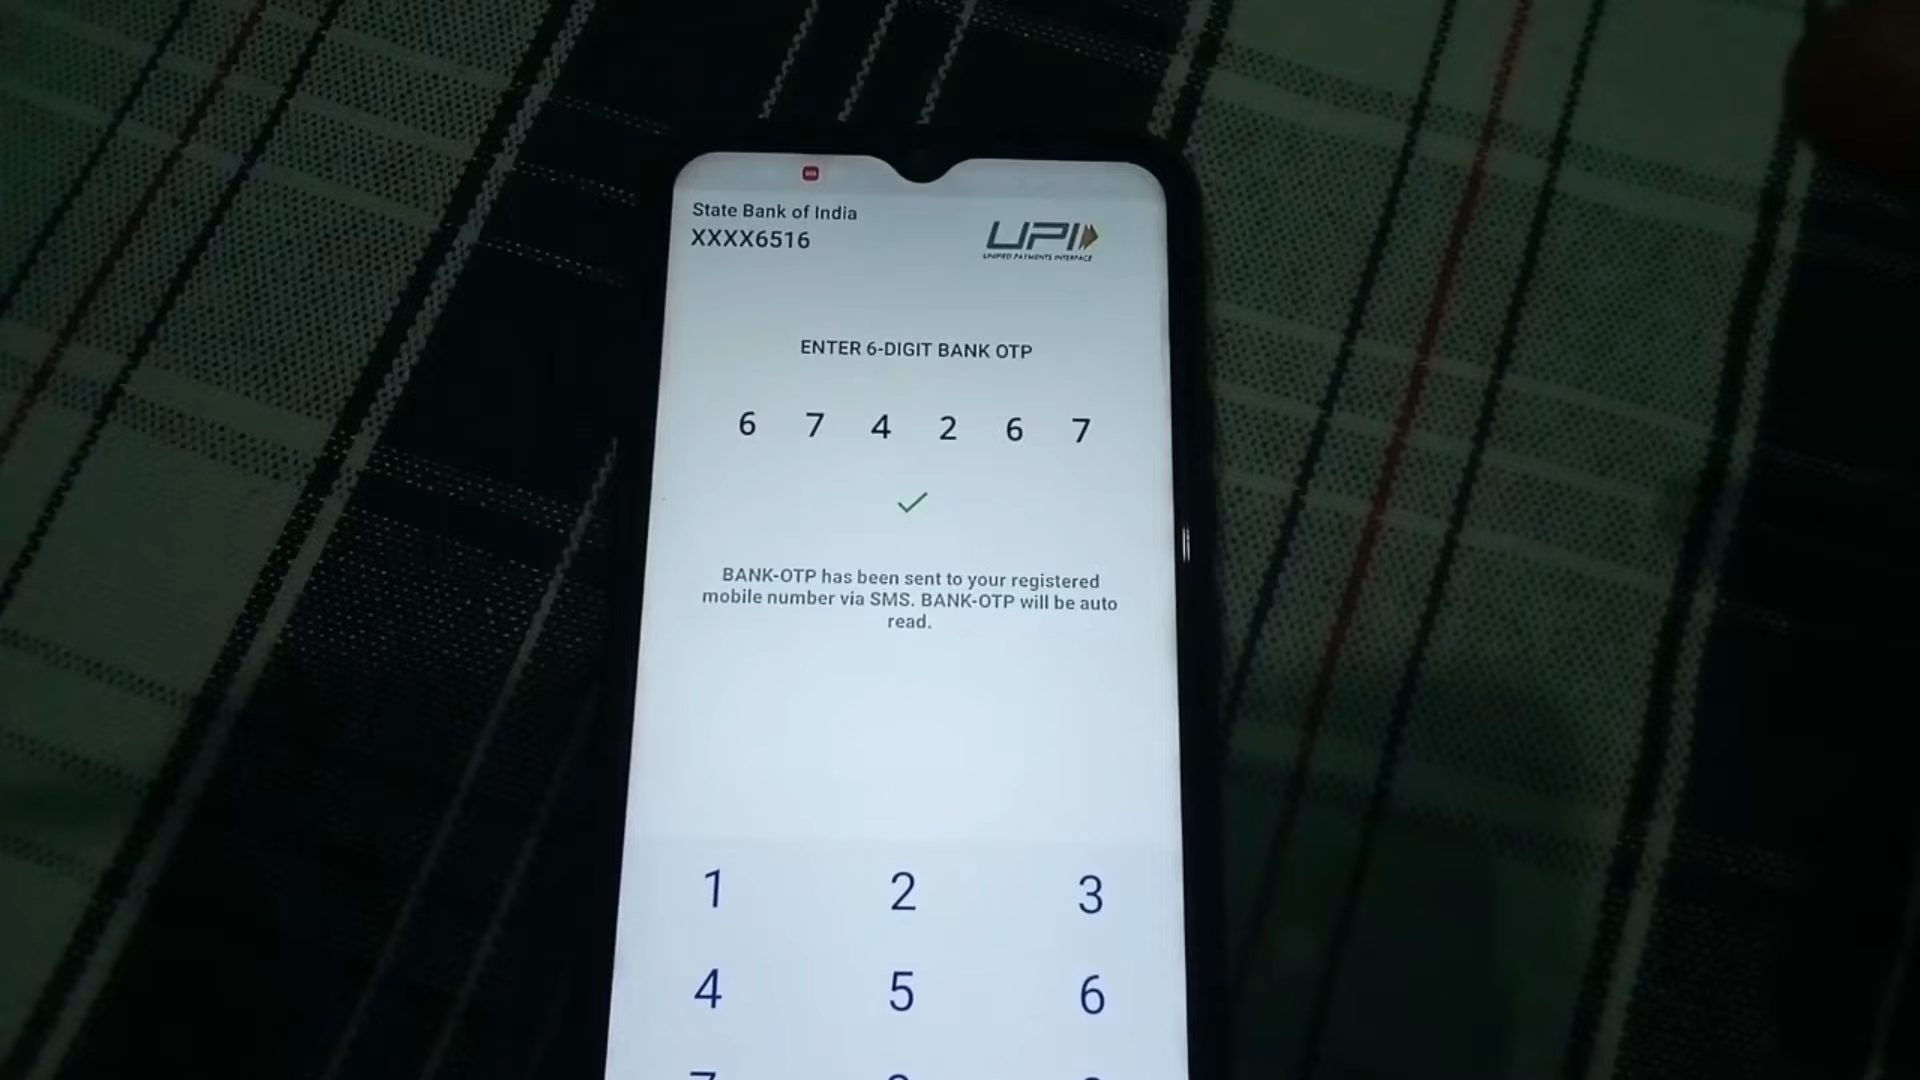 State Bank of India
XXXX6516
UPI
UNIFIED PAYMENTS INTERFACE
ENTER 6-DIGIT BANK OTP
6 7 4 2 6 7
BANK-OTP has been sent to your registered
mobile number via SMS. BANK-OTP will be auto
read.
1 2 3
4 5 6